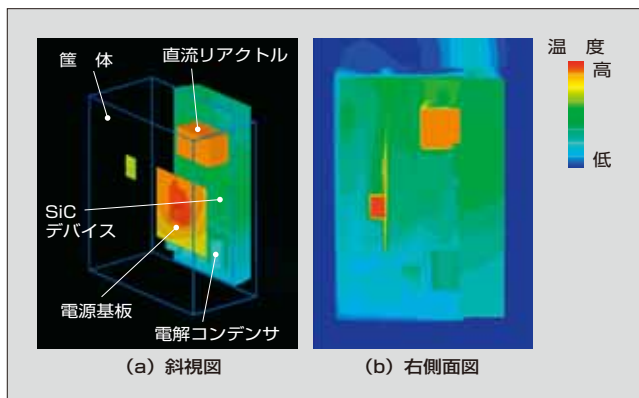 筐　体
直流リアクトル
SiC
デバイス
電源基板
電解コンデンサ
(a) 斜視図
(b) 右側面図
温　度
高
低